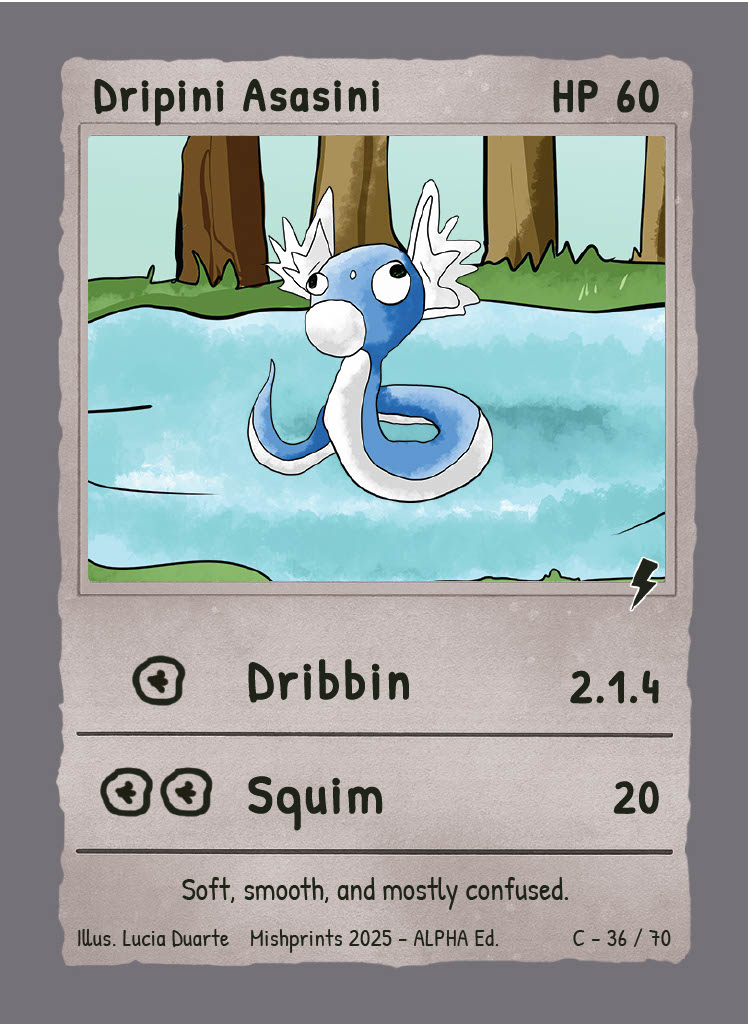 Dripini Asasini HP 60
Dribbin 2.1.4
Squim 20
Soft, smooth, and mostly confused.
Illus. Lucia Duarte Mishprints 2025 - ALPHA Ed. C - 36 / 70